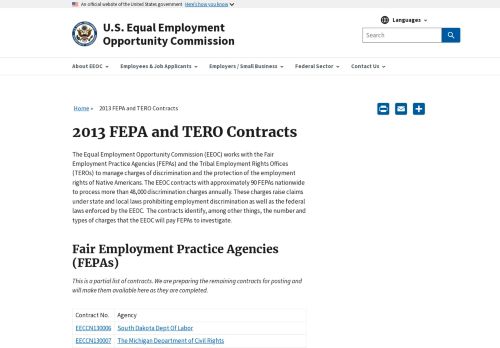 An official website of the United States government Here's how you know
U.S. Equal Employment
Opportunity Commission
Languages
Search
About EEOC
Employees & Job Applicants
Employers / Small Business
Federal Sector
Contact Us
Home » 2013 FEPA and TERO Contracts
2013 FEPA and TERO Contracts
The Equal Employment Opportunity Commission (EEOC) works with the Fair
Employment Practice Agencies (FEPAs) and the Tribal Employment Rights Offices
(TEROs) to manage charges of discrimination and the protection of the employment
rights of Native Americans. The EEOC contracts with approximately 90 FEPAs nationwide
to process more than 48,000 discrimination charges annually. These charges raise claims
under state and local laws prohibiting employment discrimination as well as the federal
laws enforced by the EEOC. The contracts identify, among other things, the number and
types of charges that the EEOC will pay FEPAs to investigate.
Fair Employment Practice Agencies
(FEPAs)
This is a partial list of contracts. We are preparing the remaining contracts for posting and
will make them available here as they are completed.
Contract No. Agency
EECCN130006 South Dakota Dept Of Labor
EECCN130007 The Michigan Department of Civil Rights